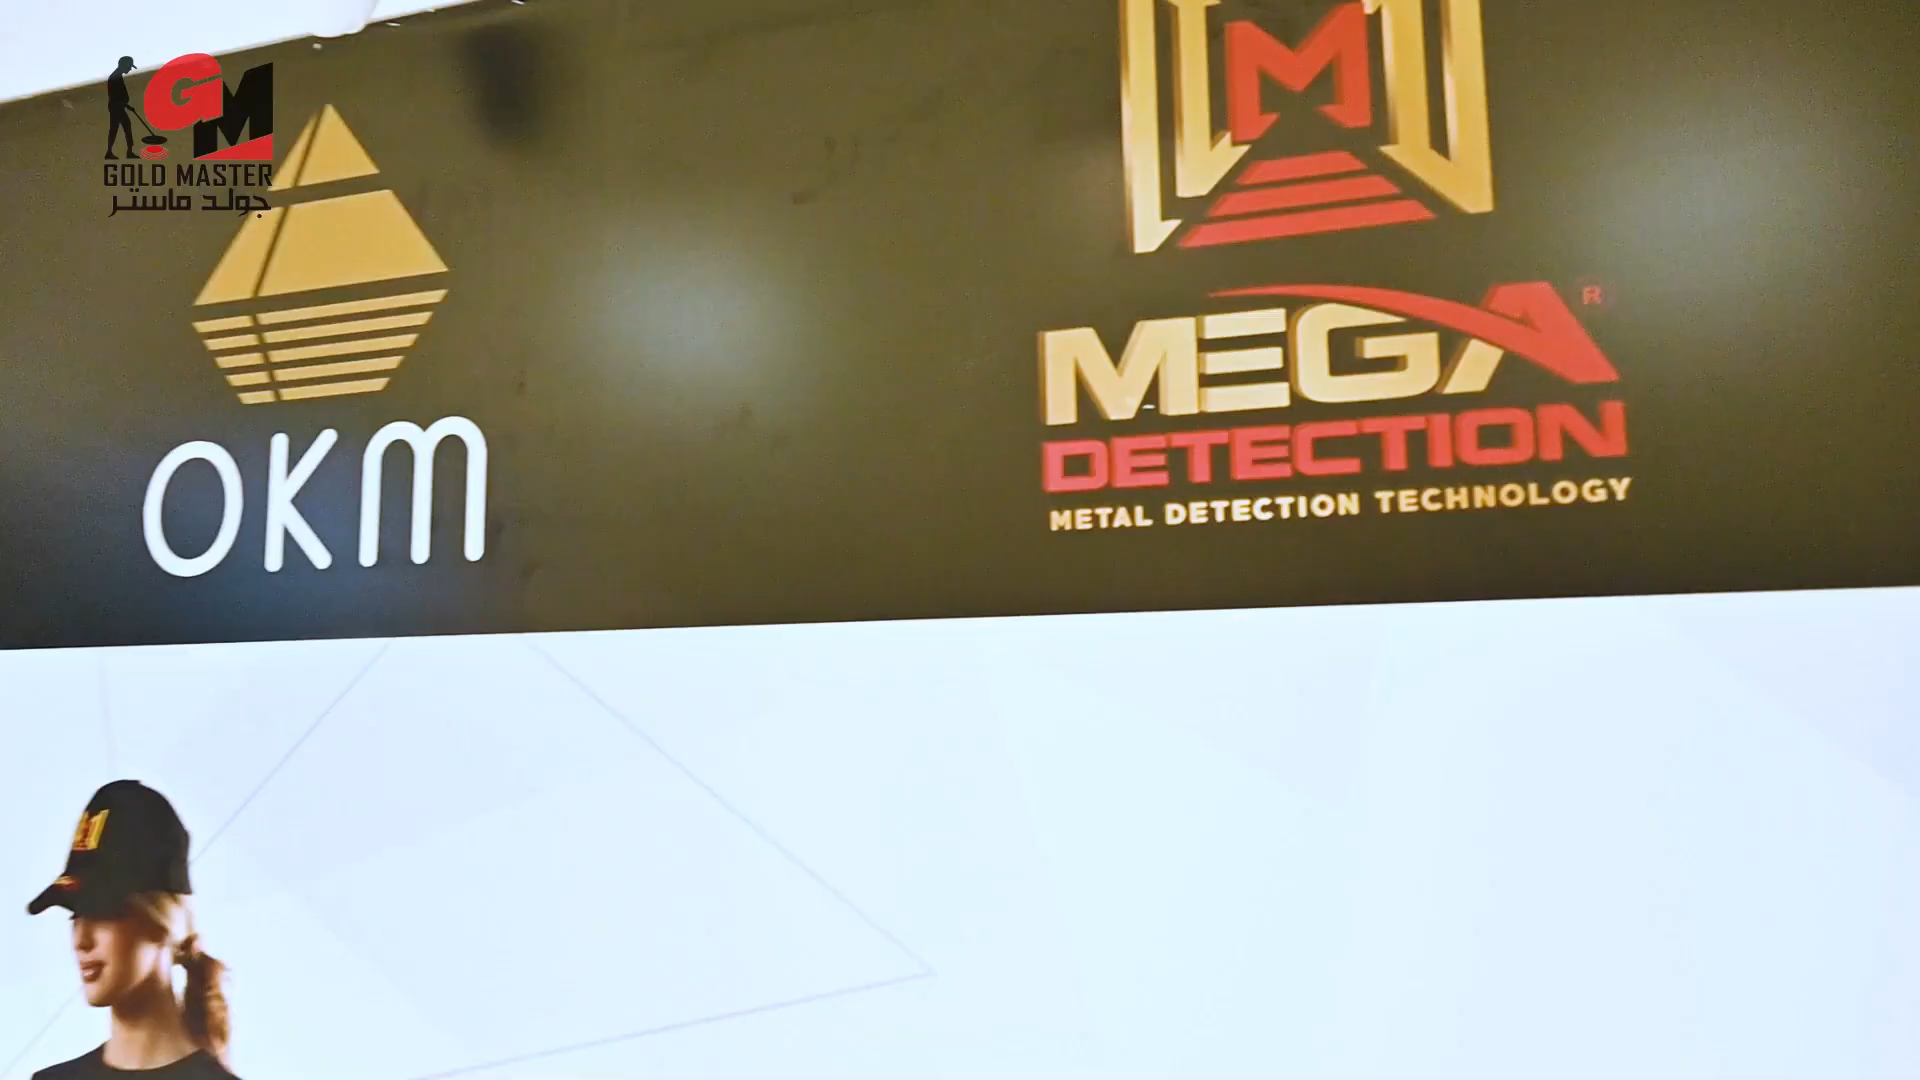 GM
GOLD MASTER
جولد ماستر
OKM
M
MEGA ®
DETECTION
METAL DETECTION TECHNOLOGY